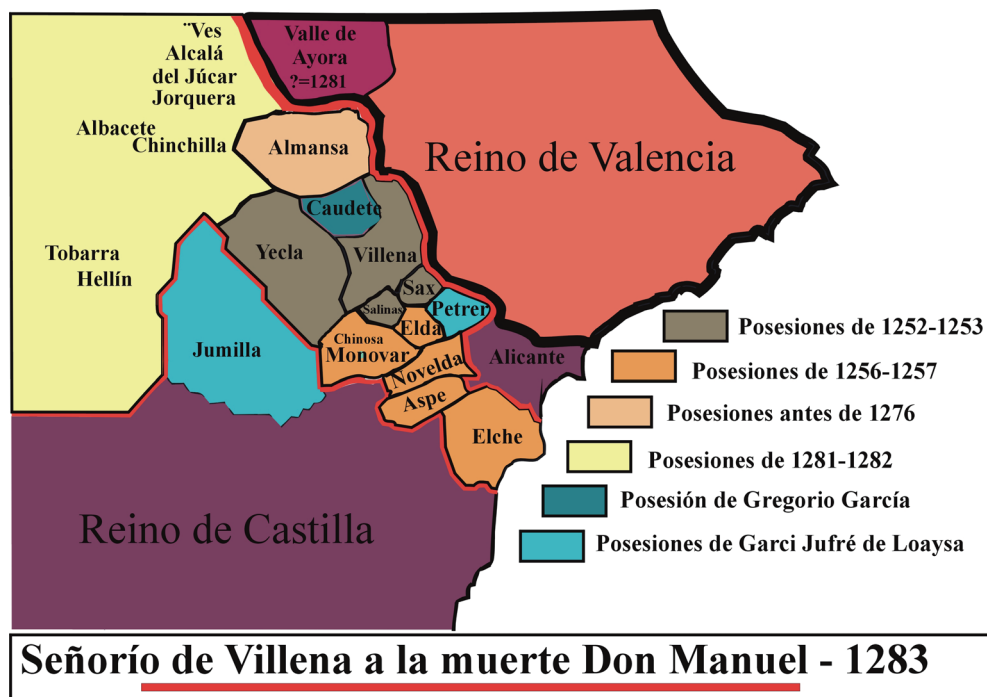 ¨Ves
Alcalá
del Júcar
Jorquera
Albacete
Chinchilla
Valle de
Ayora
?=1281
Almansa
Reino de Valencia
Caudete
Yecla
Villena
Tobarra
Hellín
Sax
Salinas
Petrer
Elda
Chinosa
Monovar
Jumilla
Alicante
Novelda
Aspe
Elche
Reino de Castilla
Posesiones de 1252-1253
Posesiones de 1256-1257
Posesiones antes de 1276
Posesiones de 1281-1282
Posesión de Gregorio García
Posesiones de Garci Jufré de Loaysa
Señorío de Villena a la muerte Don Manuel - 1283